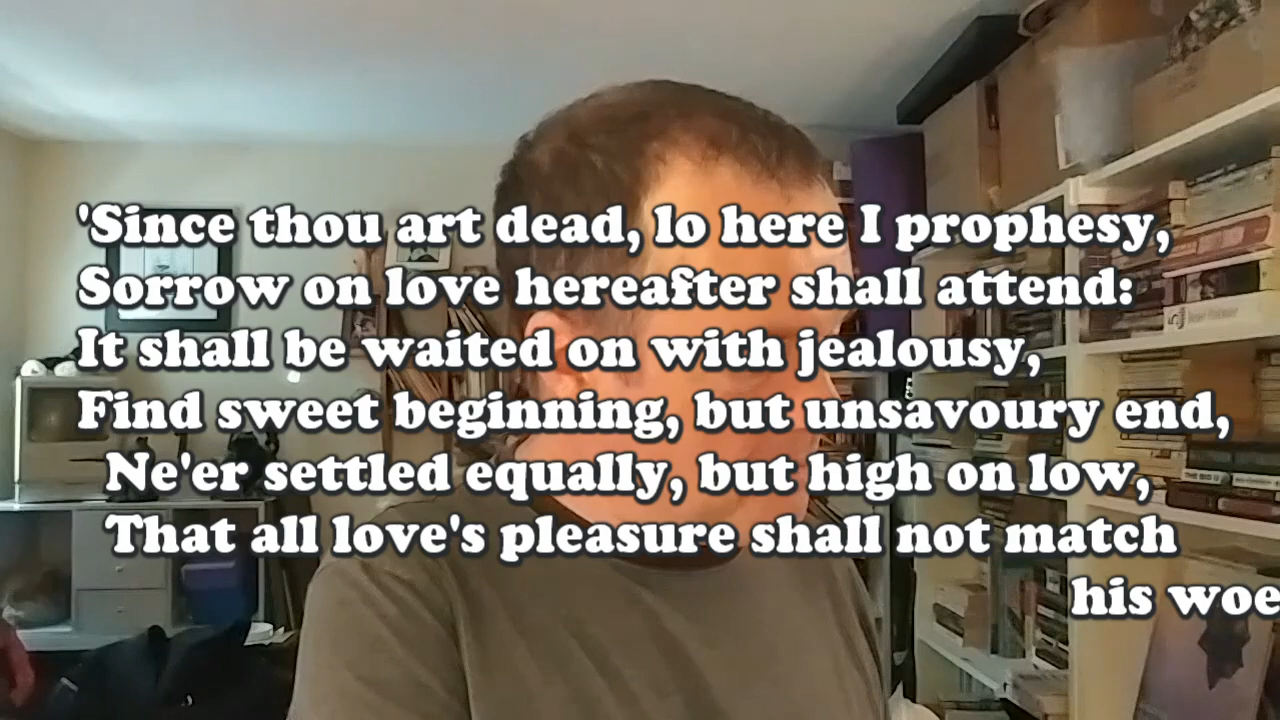 'Since thou art dead, lo here I prophesy,
Sorrow on love hereafter shall attend:
It shall be waited on with jealousy,
Find sweet beginning, but unsavoury end,
Ne'er settled equally, but high on low,
That all love's pleasure shall not match
his woe